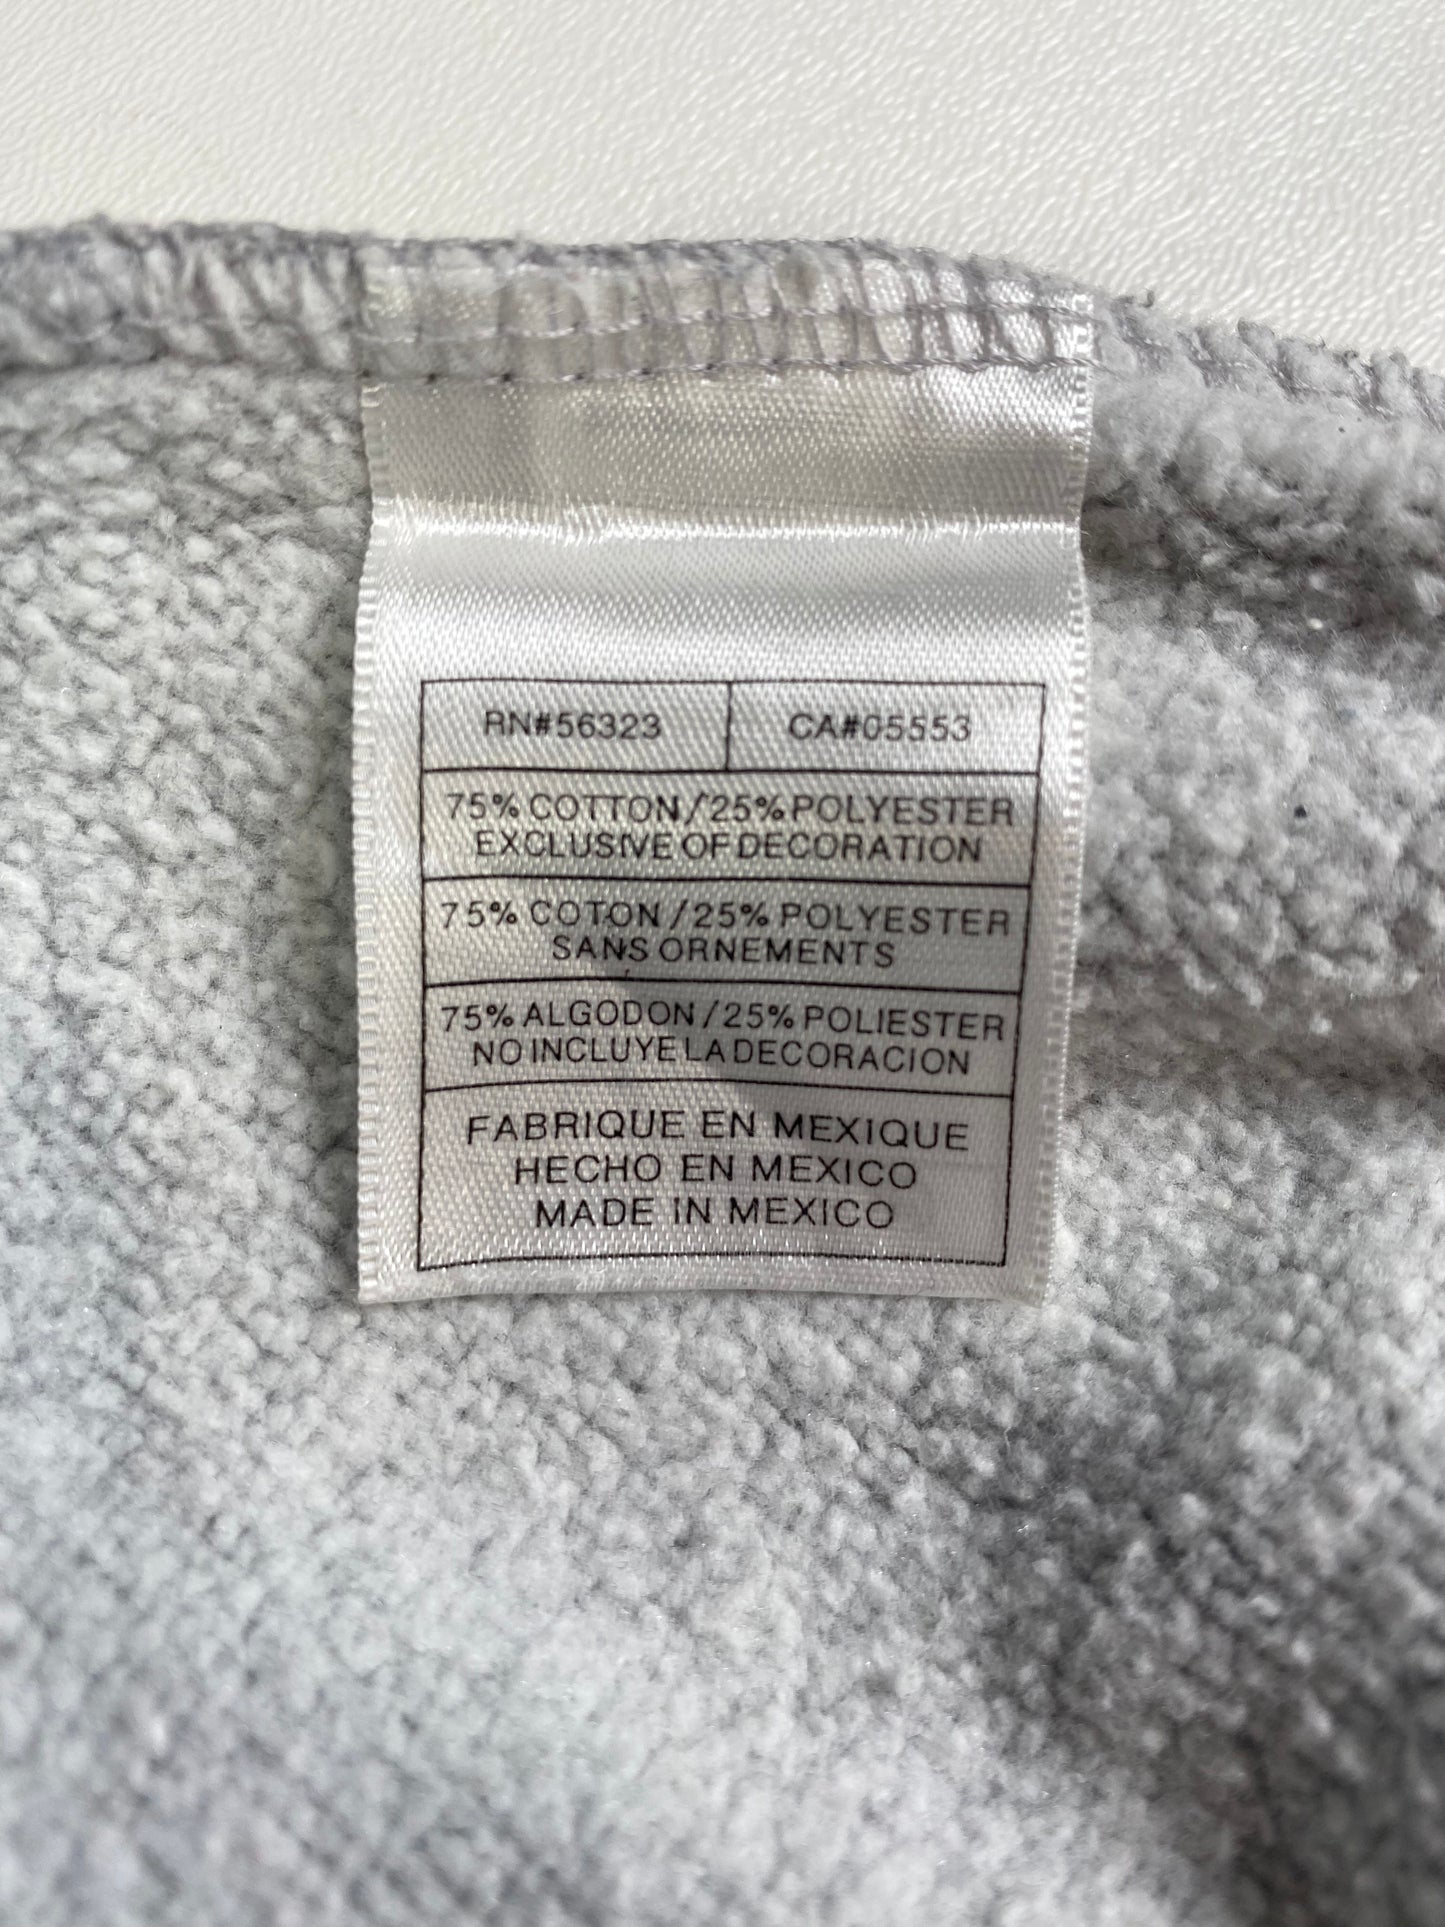 RN#56323 CA#05553
75% COTTON/25% POLYESTER
EXCLUSIVE OF DECORATION
75% COTON/25% POLYESTER
SANS ORNEMENTS
75% ALGODON/25% POLIESTER
NO INCLUYE LA DECORACION
FABRIQUE EN MEXIQUE
HECHO EN MEXICO
MADE IN MEXICO